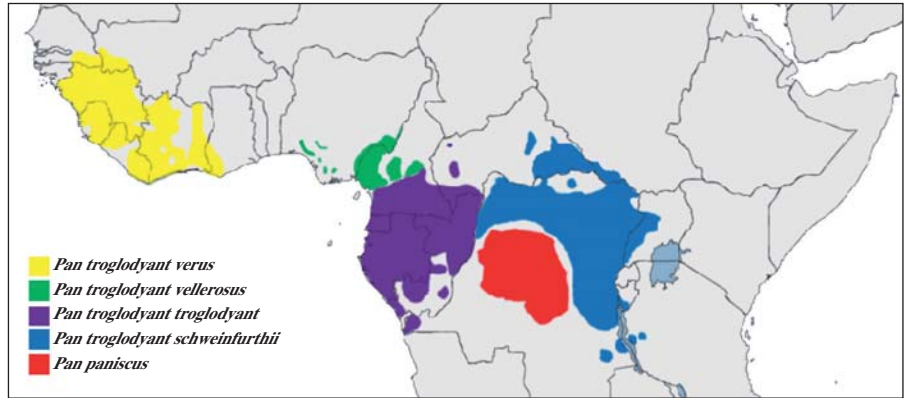 Pan troglodyant verus
Pan troglodyant vellerosus
Pan troglodyant troglodyant
Pan troglodyant schweinfurthii
Pan paniscus